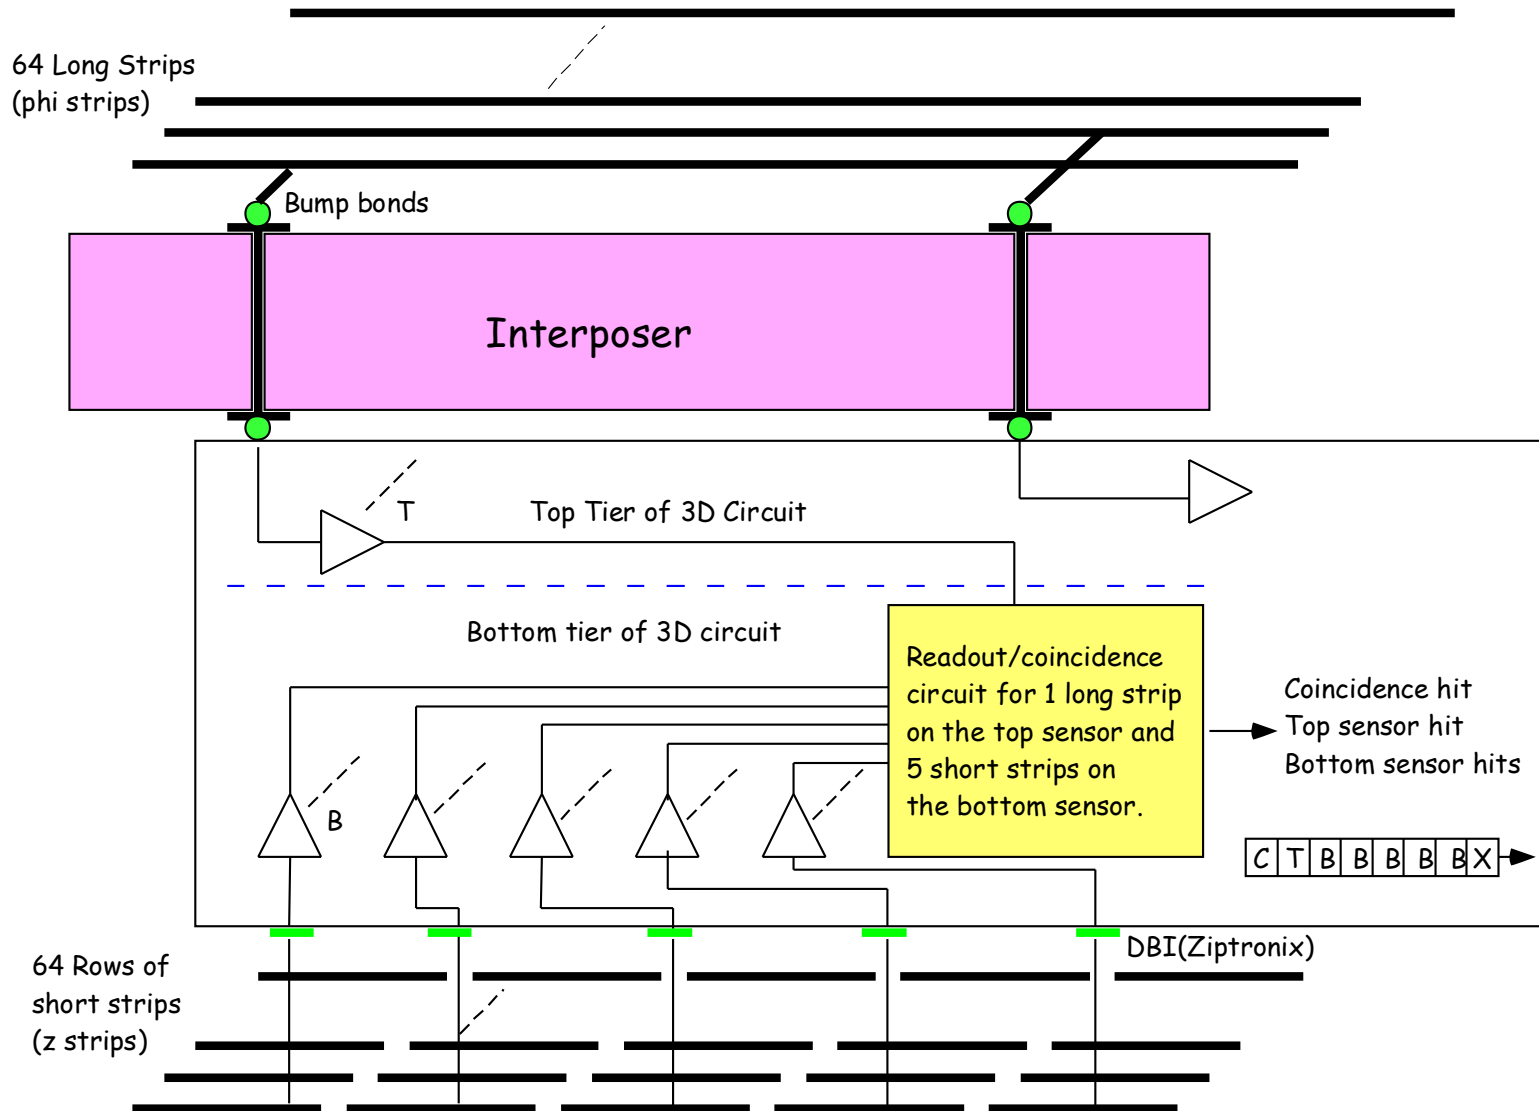 64 Long Strips
(phi strips)
Bump bonds
Interposer
T
Top Tier of 3D Circuit
Bottom tier of 3D circuit
Readout/coincidence
circuit for 1 long strip
on the top sensor and
5 short strips on
the bottom sensor.
Coincidence hit
Top sensor hit
Bottom sensor hits
B
C T B B B B B X
DBI(Ziptronix)
64 Rows of
short strips
(z strips)